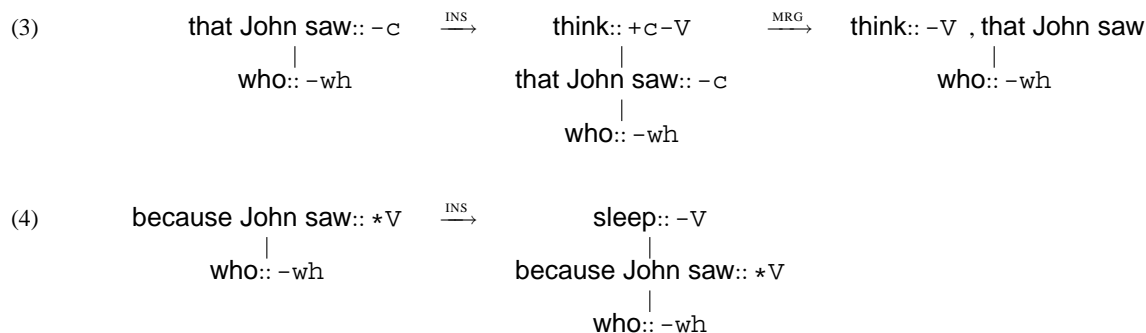 (3) that John saw:: -c INS⟶ think:: +c-V MRG⟶ think:: -V , that John saw
who:: -wh that John saw:: -c who:: -wh
who:: -wh
(4) because John saw:: *V INS⟶ sleep:: -V
who:: -wh because John saw:: *V
who:: -wh